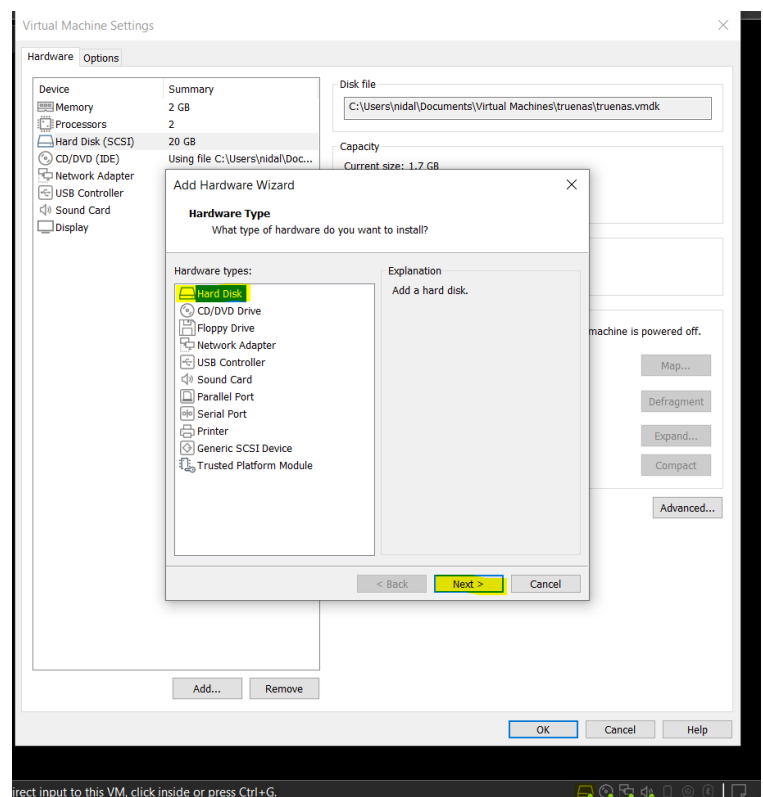 Virtual Machine Settings
Hardware Options
Device Summary
Memory 2 GB
Processors 2
Hard Disk (SCSI) 20 GB
CD/DVD (IDE) Using file C:\Users\nidal\Doc...
Network Adapter
USB Controller
Sound Card
Display
Disk file
C:\Users\nidal\Documents\Virtual Machines\truenas\truenas.vmdk
Capacity
Current size: 1.7 GB
Add Hardware Wizard
Hardware Type
What type of hardware do you want to install?
Hardware types:
Hard Disk
CD/DVD Drive
Floppy Drive
Network Adapter
USB Controller
Sound Card
Parallel Port
Serial Port
Printer
Generic SCSI Device
Trusted Platform Module
Explanation
Add a hard disk.
< Back Next > Cancel
machine is powered off.
Map...
Defragment
Expand...
Compact
Advanced...
Add... Remove
OK Cancel Help
irect input to this VM, click inside or press Ctrl+G.